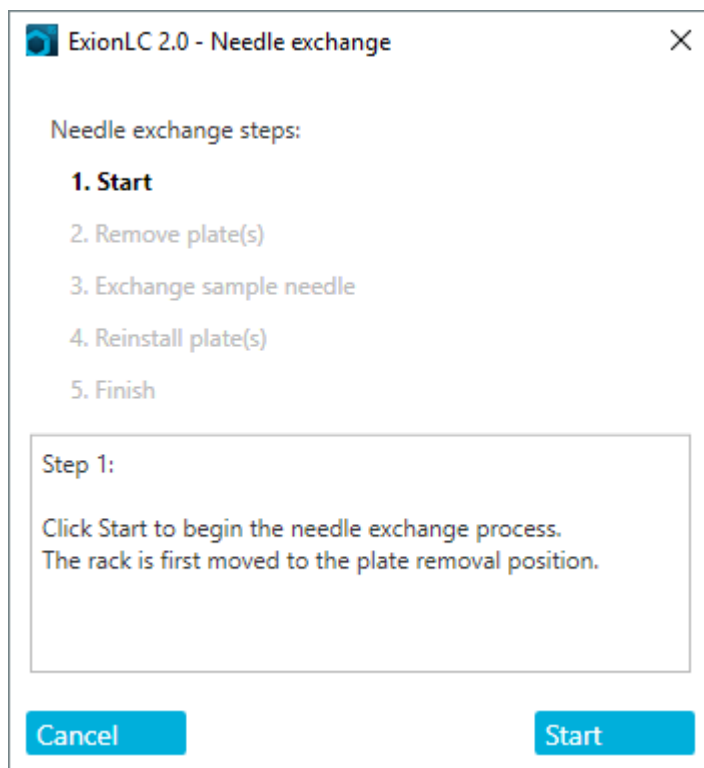 ExionLC 2.0 - Needle exchange
Needle exchange steps:
1. Start
2. Remove plate(s)
3. Exchange sample needle
4. Reinstall plate(s)
5. Finish
Step 1:
Click Start to begin the needle exchange process.
The rack is first moved to the plate removal position.
Cancel
Start